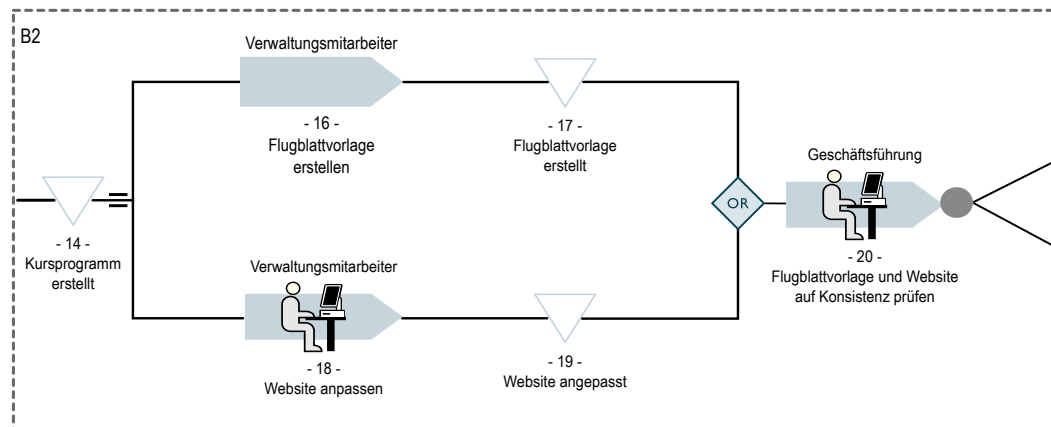 B2
Verwaltungsmitarbeiter
- 16 -
Flugblattvorlage
erstellen
- 17 -
Flugblattvorlage
erstellt
- 14 -
Kursprogramm
erstellt
OR
Geschäftsführung
- 20 -
Flugblattvorlage und Website
auf Konsistenz prüfen
Verwaltungsmitarbeiter
- 18 -
Website anpassen
- 19 -
Website angepasst